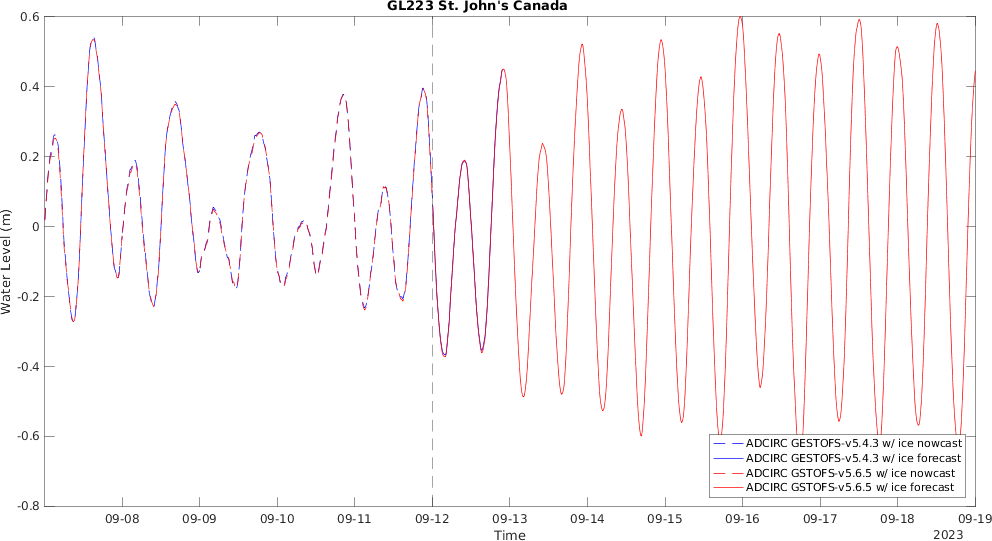 GL223 St. John's Canada
0.6
0.4
0.2
0
-0.2
-0.4
-0.6
-0.8
Water Level (m)
ADCIRC GESTOFS-v5.4.3 w/ ice nowcast
ADCIRC GESTOFS-v5.4.3 w/ ice forecast
ADCIRC GSTOFS-v5.6.5 w/ ice nowcast
ADCIRC GSTOFS-v5.6.5 w/ ice forecast
09-08 09-09 09-10 09-11 09-12 09-13 09-14 09-15 09-16 09-17 09-18 09-19
Time
2023